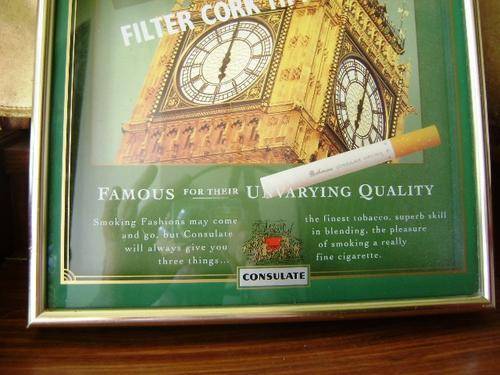 FILTER CORK
FAMOUS FOR THEIR UNVARYING QUALITY
Smoking Fashions may come
and go, but Consulate
will always give you
three things...
the finest tobacco, superb skill
in blending, the pleasure
of smoking a really
fine cigarette.
CONSULATE